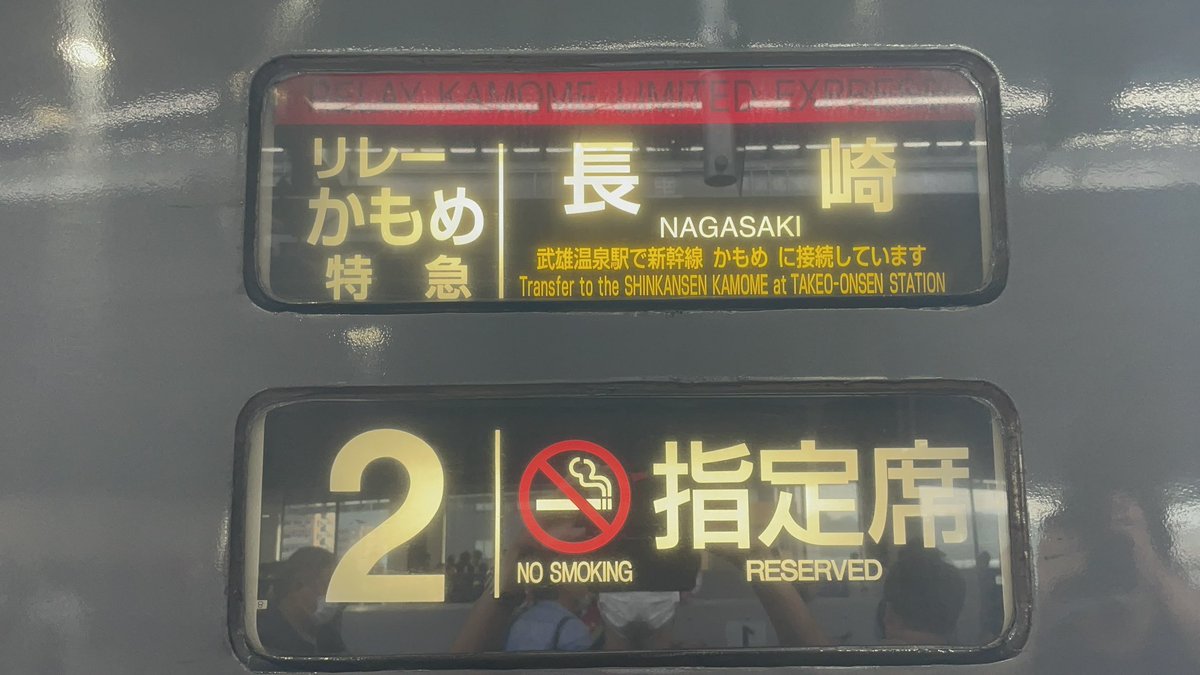 RELAY KAMOME LIMITED EXPRESS
リレー
かもめ
特急
長崎
NAGASAKI
武雄温泉駅で新幹線 かもめ に接続しています
Transfer to the SHINKANSEN KAMOME at TAKEO-ONSEN STATION
2
NO SMOKING
指定席
RESERVED